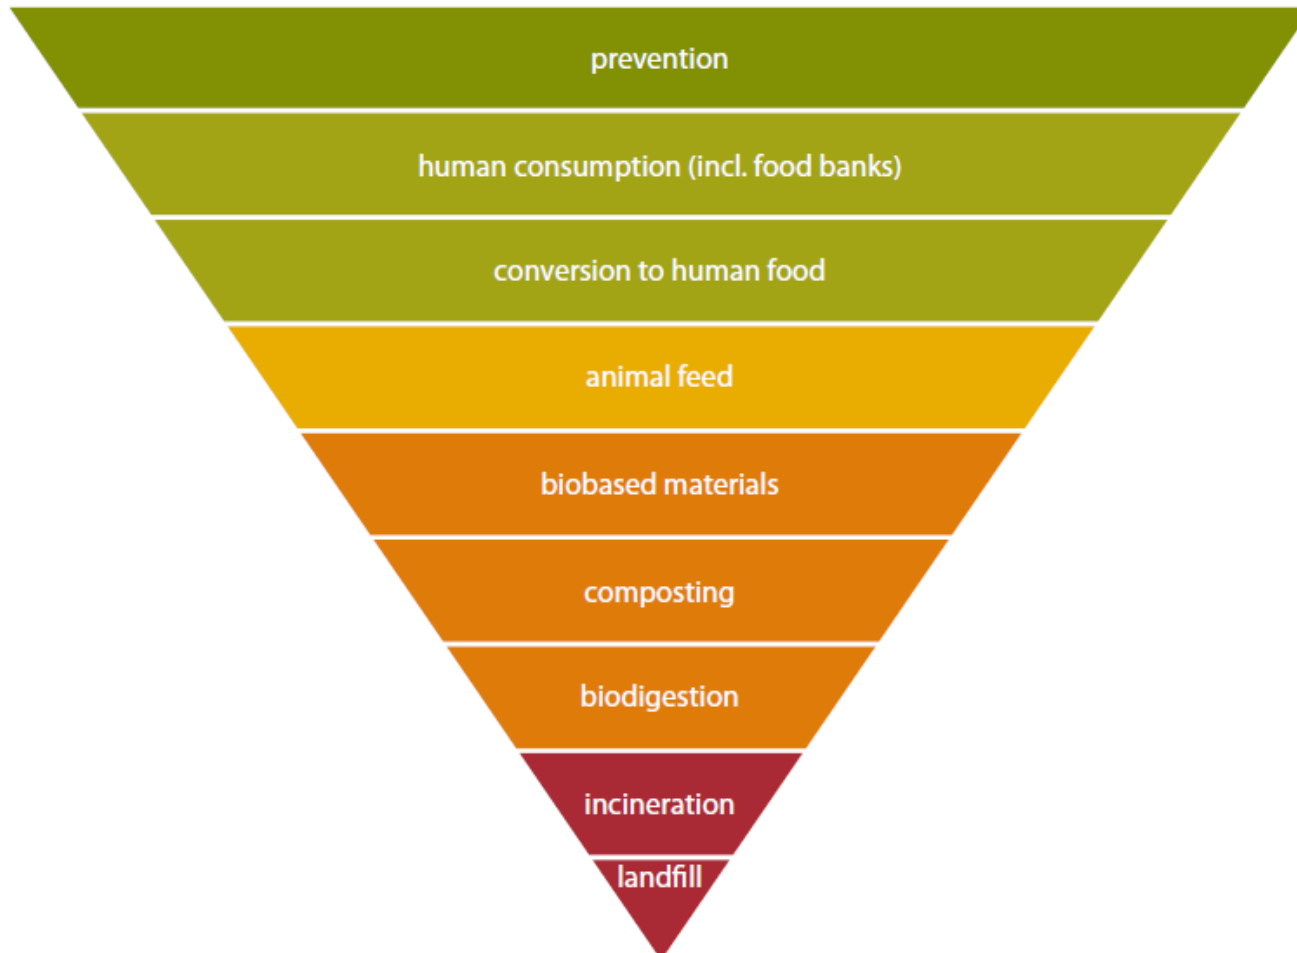 prevention
human consumption (incl. food banks)
conversion to human food
animal feed
biobased materials
composting
biodigestion
incineration
landfill